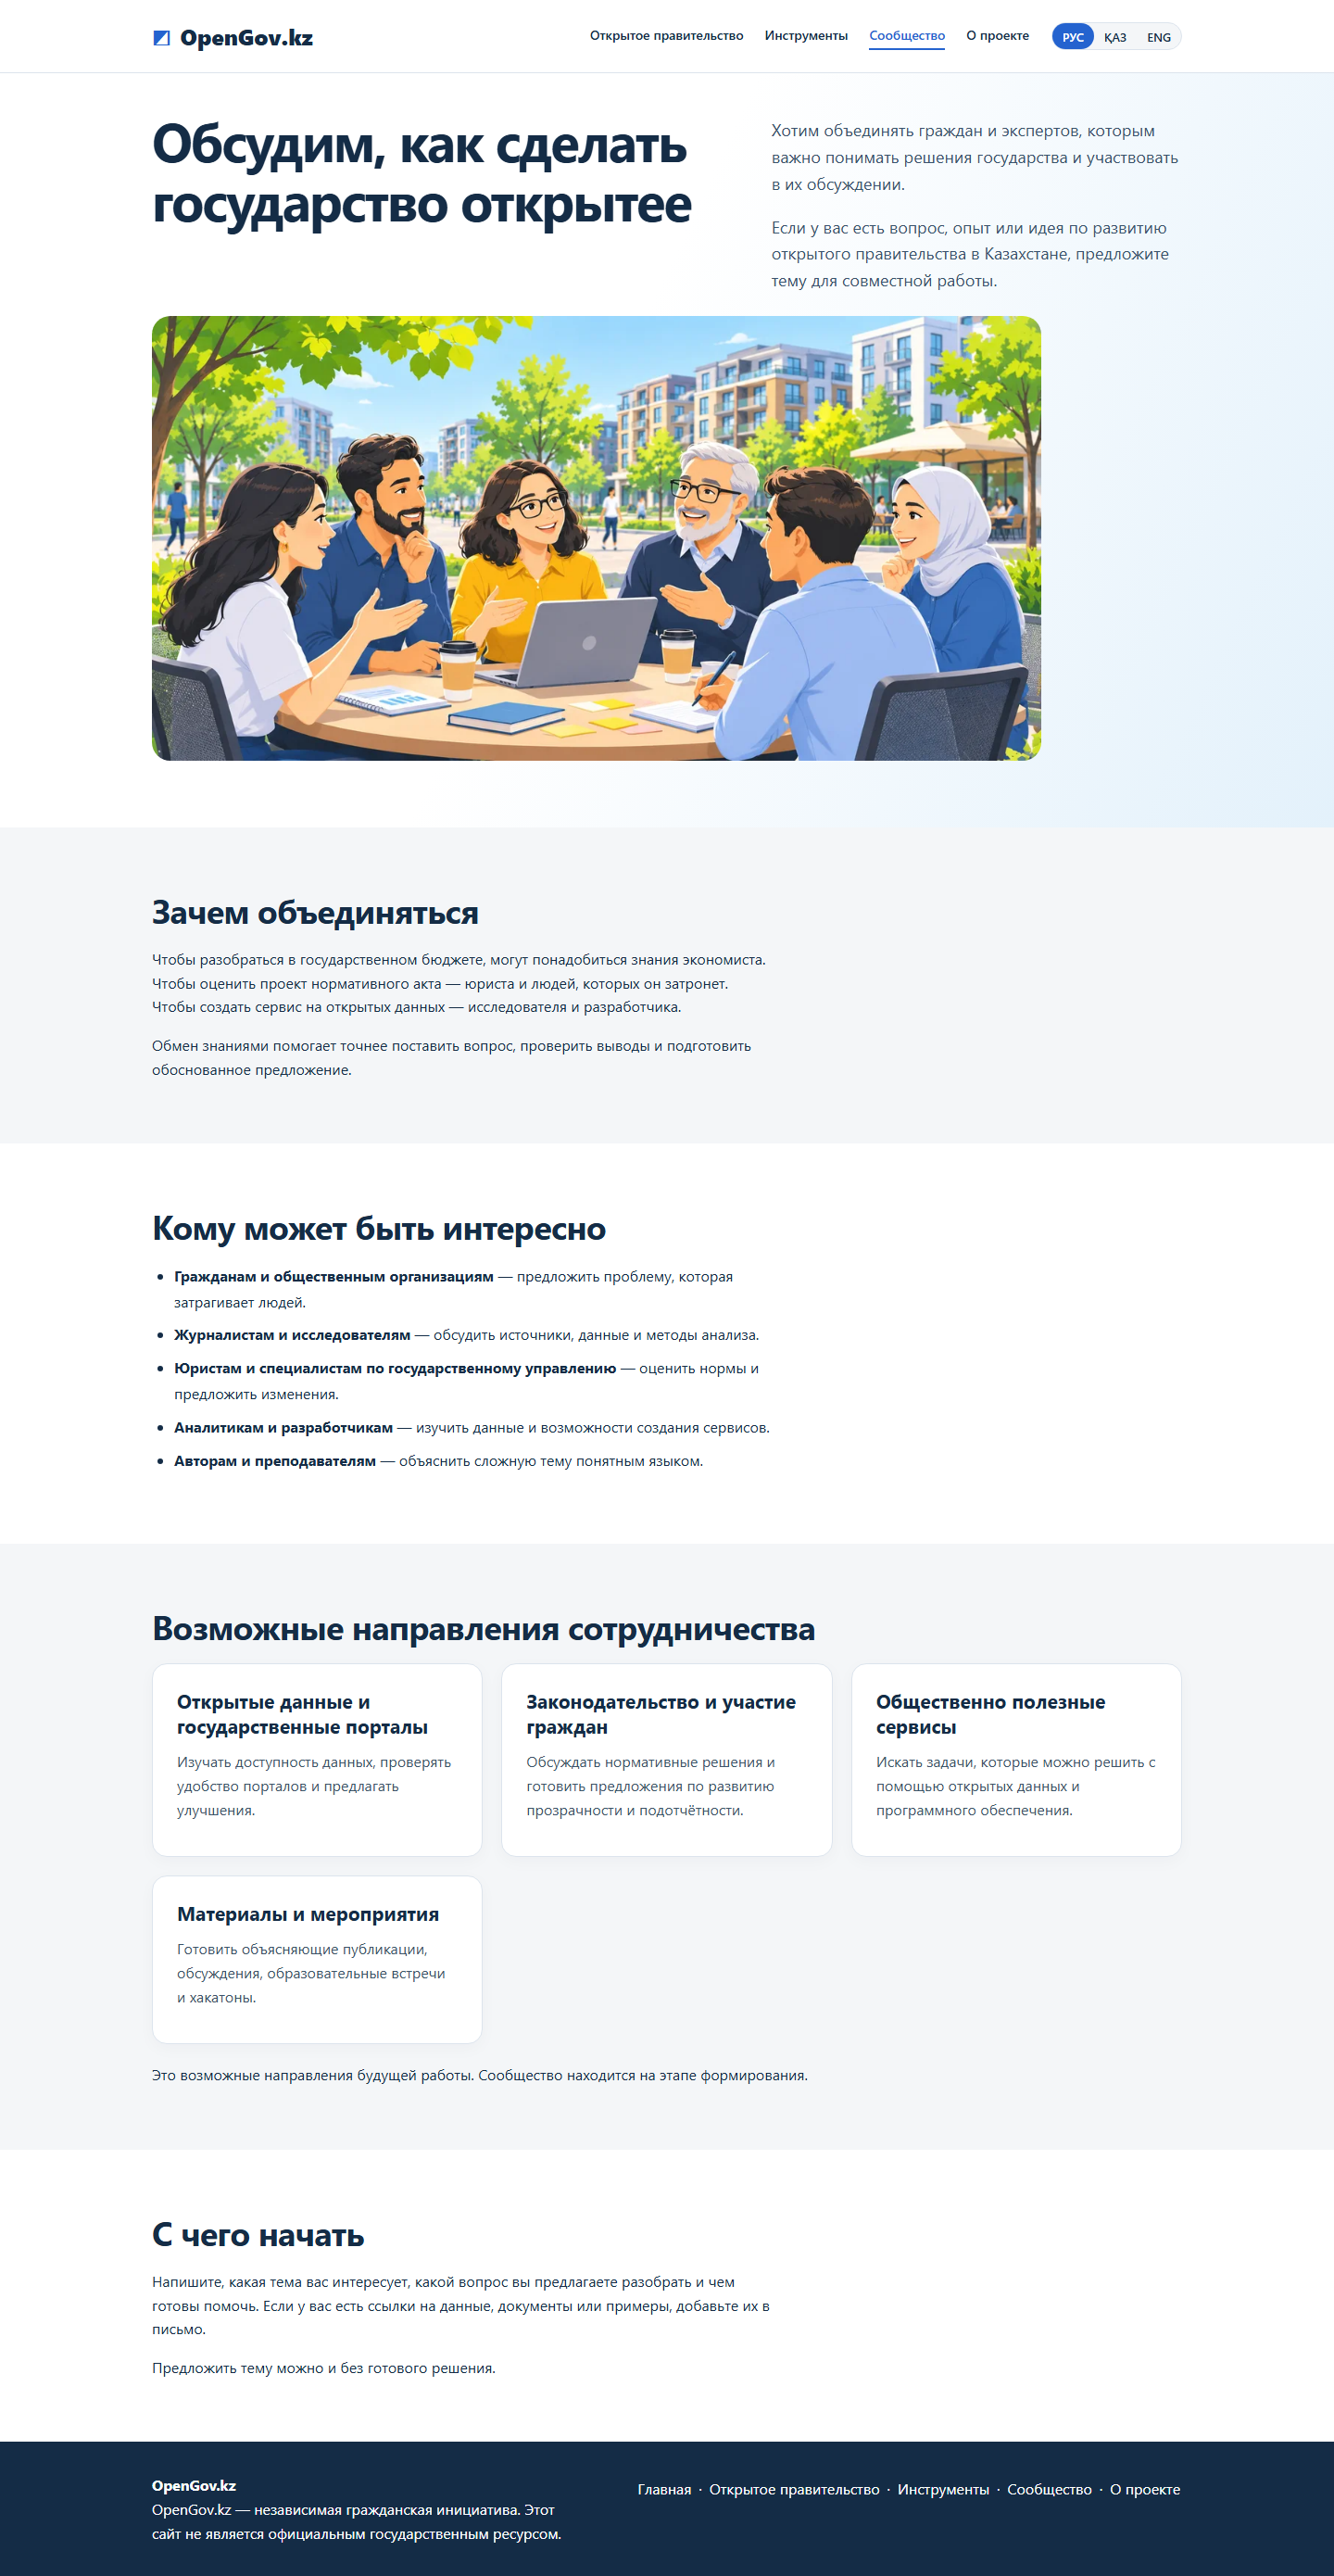 OpenGov.kz
Открытое правительство
Инструменты
Сообщество
О проекте
РУС
ҚАЗ
ENG
Обсудим, как сделать
государство открытее
Хотим объединять граждан и экспертов, которым
важно понимать решения государства и участвовать
в их обсуждении.
Если у вас есть вопрос, опыт или идея по развитию
открытого правительства в Казахстане, предложите
тему для совместной работы.
Зачем объединяться
Чтобы разобраться в государственном бюджете, могут понадобиться знания экономиста.
Чтобы оценить проект нормативного акта — юриста и людей, которых он затронет.
Чтобы создать сервис на открытых данных — исследователя и разработчика.
Обмен знаниями помогает точнее поставить вопрос, проверить выводы и подготовить
обоснованное предложение.
Кому может быть интересно
• Гражданам и общественным организациям — предложить проблему, которая
затрагивает людей.
• Журналистам и исследователям — обсудить источники, данные и методы анализа.
• Юристам и специалистам по государственному управлению — оценить нормы и
предложить изменения.
• Аналитикам и разработчикам — изучить данные и возможности создания сервисов.
• Авторам и преподавателям — объяснить сложную тему понятным языком.
Возможные направления сотрудничества
Открытые данные и
государственные порталы
Изучать доступность данных, проверять
удобство порталов и предлагать
улучшения.
Законодательство и участие
граждан
Обсуждать нормативные решения и
готовить предложения по развитию
прозрачности и подотчётности.
Общественно полезные
сервисы
Искать задачи, которые можно решить с
помощью открытых данных и
программного обеспечения.
Материалы и мероприятия
Готовить объясняющие публикации,
обсуждения, образовательные встречи
и хакатоны.
Это возможные направления будущей работы. Сообщество находится на этапе формирования.
С чего начать
Напишите, какая тема вас интересует, какой вопрос вы предлагаете разобрать и чем
готовы помочь. Если у вас есть ссылки на данные, документы или примеры, добавьте их в
письмо.
Предложить тему можно и без готового решения.
OpenGov.kz
OpenGov.kz — независимая гражданская инициатива. Этот
сайт не является официальным государственным ресурсом.
Главная · Открытое правительство · Инструменты · Сообщество · О проекте